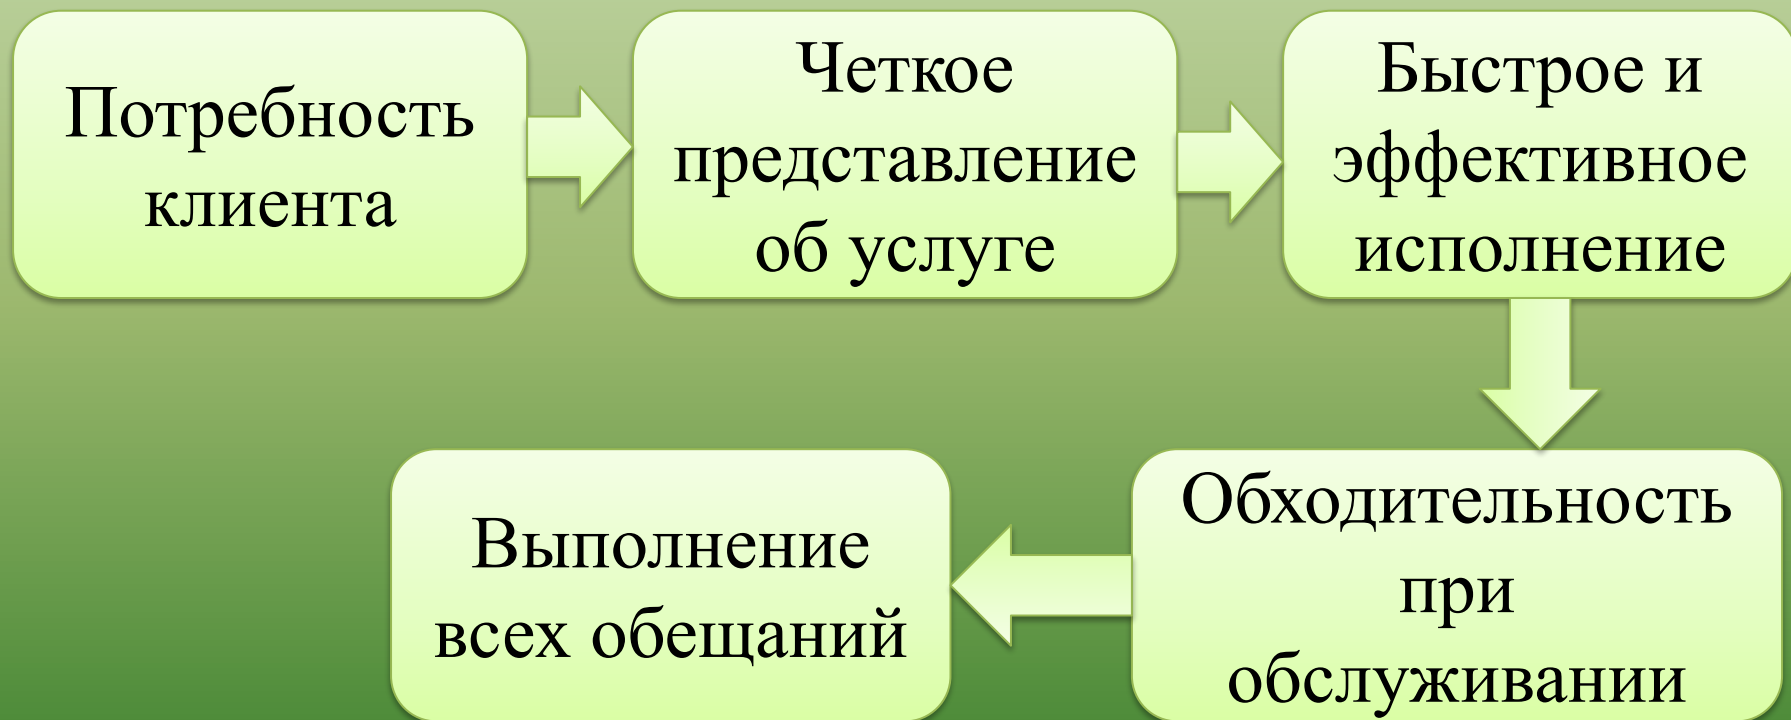 Потребность
клиента
Четкое
представление
об услуге
Быстрое и
эффективное
исполнение
Обходительность
при
обслуживании
Выполнение
всех обещаний